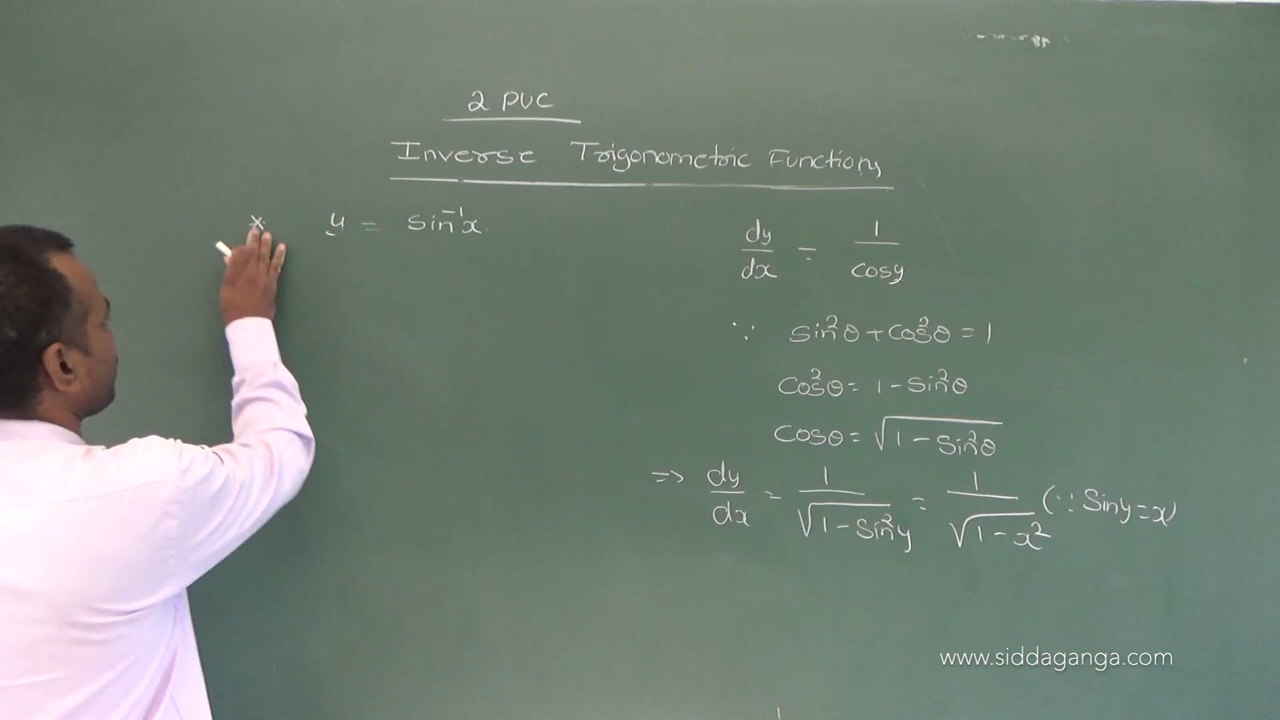 2 PUC
Inverse Trigonometric Functions
x y = sin⁻¹x
dy/dx = 1/cosy
∵ sin²θ + cos²θ = 1
cos²θ = 1 - sin²θ
cosθ = √(1 - sin²θ)
=> dy/dx = 1/√(1 - sin²y) = 1/√(1 - x²) (∵ siny = x)
www.siddaganga.com